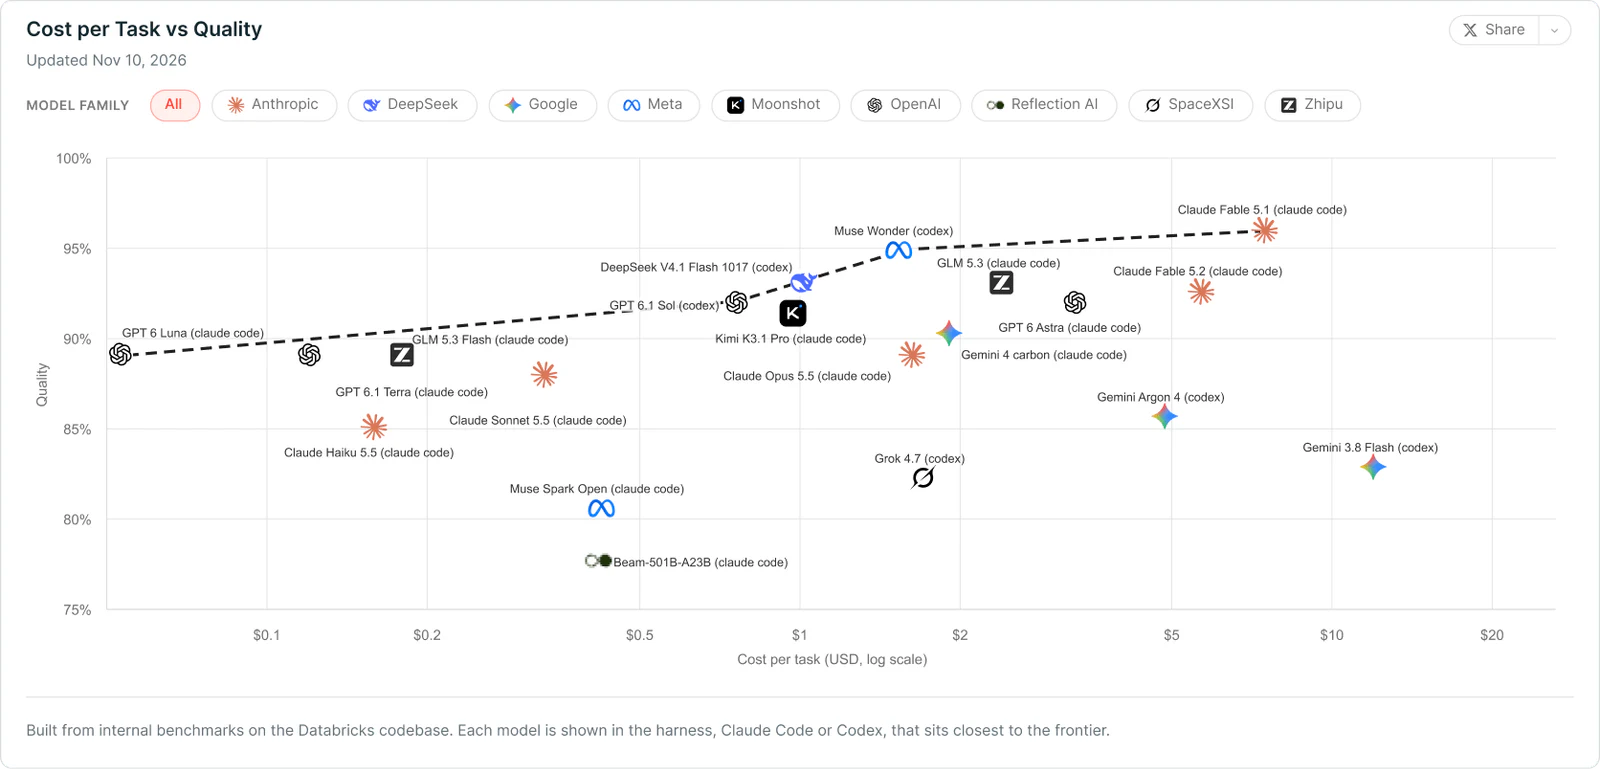 Cost per Task vs Quality
Share
Updated Nov 10, 2026
MODEL FAMILY All Anthropic DeepSeek Google Meta Moonshot OpenAI Reflection AI SpaceXSI Zhipu
100%
95%
90%
85%
80%
75%
Quality
Claude Fable 5.1 (claude code)
Muse Wonder (codex)
DeepSeek V4.1 Flash 1017 (codex)
GLM 5.3 (claude code)
Claude Fable 5.2 (claude code)
GPT 6.1 Sol (codex)
GPT 6 Luna (claude code)
GPT 6 Astra (claude code)
GLM 5.3 Flash (claude code)
Kimi K3.1 Pro (claude code)
Gemini 4 carbon (claude code)
Claude Opus 5.5 (claude code)
GPT 6.1 Terra (claude code)
Gemini Argon 4 (codex)
Claude Sonnet 5.5 (claude code)
Claude Haiku 5.5 (claude code)
Gemini 3.8 Flash (codex)
Grok 4.7 (codex)
Muse Spark Open (claude code)
Beam-501B-A23B (claude code)
$0.1 $0.2 $0.5 $1 $2 $5 $10 $20
Cost per task (USD, log scale)
Built from internal benchmarks on the Databricks codebase. Each model is shown in the harness, Claude Code or Codex, that sits closest to the frontier.